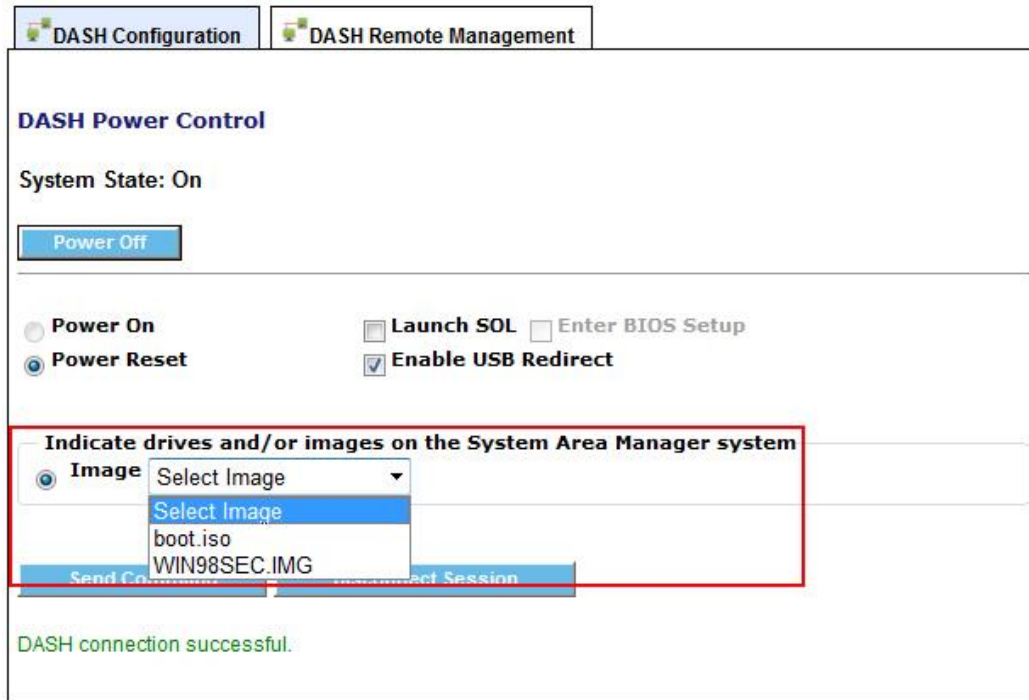 DASH Configuration DASH Remote Management
DASH Power Control
System State: On
Power Off
Power On Launch SOL Enter BIOS Setup
Power Reset Enable USB Redirect
Indicate drives and/or images on the System Area Manager system
Image Select Image
Select Image
boot.iso
WIN98SEC.IMG
Send Session
DASH connection successful.